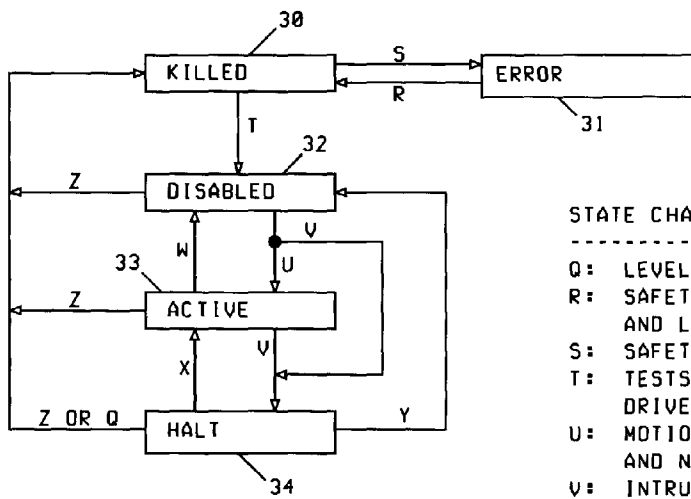 30
KILLED
S
R
ERROR
31
T
32
Z
DISABLED
V
W
U
33
Z
ACTIVE
V
X
Z OR Q
HALT
Y
34
STATE CHA
- - - - - - - - - -
Q: LEVEL
R: SAFET
AND L
S: SAFET
T: TESTS
DRIVE
U: MOTIO
AND N
V: INTRU